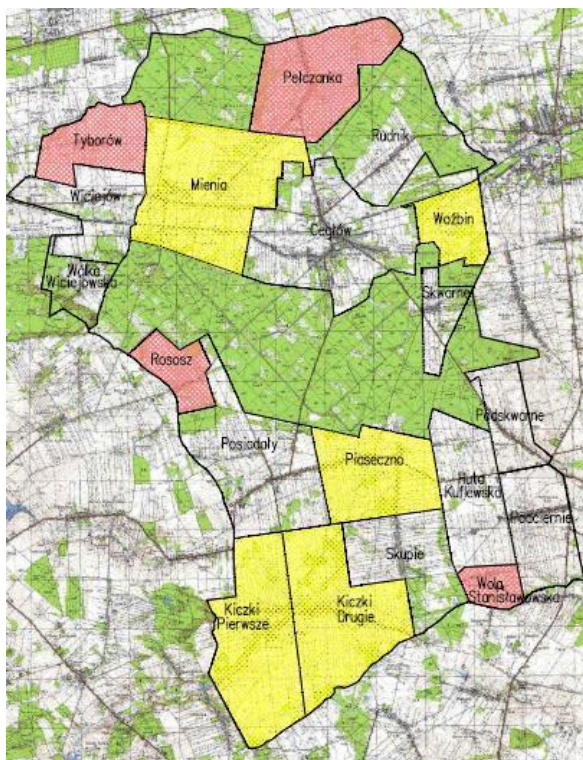 Pełczanka
Tyborów
Rudnik
Mienia
Wiciejów
Woźbin
Cegłów
Wólka
Wiciejowska
Skwarne
Rososz
Podskwarne
Posiadały
Piaseczno
Huta
Kuflewska
Podciernie
Skupie
Wola
Stanisławowska
Kiczki
Pierwsze
Kiczki
Drugie